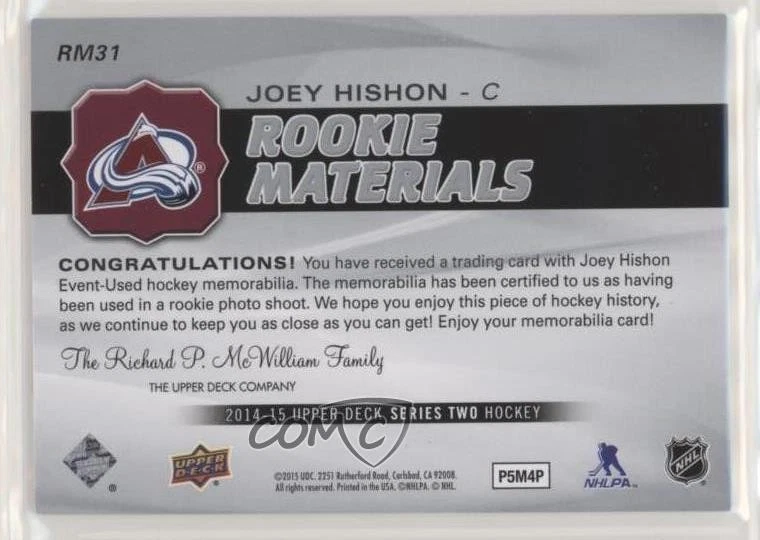 RM31
JOEY HISHON - C
ROOKIE
MATERIALS
®
CONGRATULATIONS! You have received a trading card with Joey Hishon
Event-Used hockey memorabilia. The memorabilia has been certified to us as having
been used in a rookie photo shoot. We hope you enjoy this piece of hockey history,
as we continue to keep you as close as you can get! Enjoy your memorabilia card!
The Richard P. McWilliam Family
THE UPPER DECK COMPANY
2014-15 UPPER DECK SERIES TWO HOCKEY
COMC
®
UPPER
DECK
©2015 UDC. 2251 Rutherford Road, Carlsbad, CA 92008.
All rights reserved. Printed in the USA. ©NHLPA. © NHL.
P5M4P
NHLPA
NHL